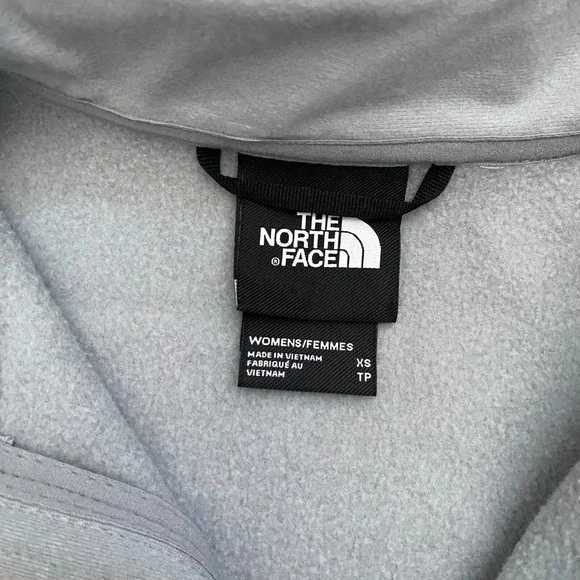 THE
NORTH
® FACE
WOMENS/FEMMES
MADE IN VIETNAM XS
FABRIQUÉ AU TP
VIETNAM